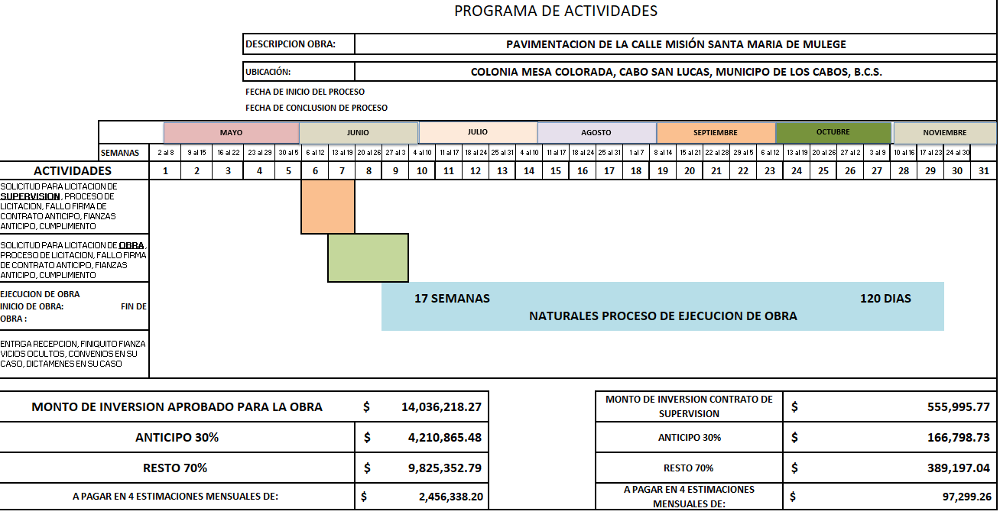 PROGRAMA DE ACTIVIDADES
DESCRIPCION OBRA: PAVIMENTACION DE LA CALLE MISIÓN SANTA MARIA DE MULEGE
UBICACIÓN: COLONIA MESA COLORADA, CABO SAN LUCAS, MUNICIPO DE LOS CABOS, B.C.S.
FECHA DE INICIO DEL PROCESO
FECHA DE CONCLUSION DE PROCESO
MAYO JUNIO JULIO AGOSTO SEPTIEMBRE OCTUBRE NOVIEMBRE
SEMANAS 2 al 8 9 al 15 16 al 22 23 al 29 30 al 5 6 al 12 13 al 19 20 al 26 27 al 3 4 al 10 11 al 17 18 al 24 25 al 31 4 al 10 11 al 17 18 al 24 25 al 31 1 al 7 8 al 14 15 al 21 22 al 28 29 al 5 6 al 12 13 al 19 20 al 26 27 al 2 3 al 9 10 al 16 17 al 23 24 al 30
ACTIVIDADES 1 2 3 4 5 6 7 8 9 10 11 12 13 14 15 16 17 18 19 20 21 22 23 24 25 26 27 28 29 30 31
SOLICITUD PARA LICITACION DE
SUPERVISION, PROCESO DE
LICITACION, FALLO FIRMA DE
CONTRATO ANTICIPO, FIANZAS
ANTICIPO, CUMPLIMIENTO
SOLICITUD PARA LICITACION DE OBRA,
PROCESO DE LICITACION, FALLO FIRMA
DE CONTRATO ANTICIPO, FIANZAS
ANTICIPO, CUMPLIMIENTO
EJECUCION DE OBRA
INICIO DE OBRA: FIN DE
OBRA :
17 SEMANAS 120 DIAS
NATURALES PROCESO DE EJECUCION DE OBRA
ENTRGA RECEPCION, FINIQUITO FIANZA
VICIOS OCULTOS, CONVENIOS EN SU
CASO, DICTAMENES EN SU CASO
MONTO DE INVERSION APROBADO PARA LA OBRA $ 14,036,218.27
ANTICIPO 30% $ 4,210,865.48
RESTO 70% $ 9,825,352.79
A PAGAR EN 4 ESTIMACIONES MENSUALES DE: $ 2,456,338.20
MONTO DE INVERSION CONTRATO DE
SUPERVISION $ 555,995.77
ANTICIPO 30% $ 166,798.73
RESTO 70% $ 389,197.04
A PAGAR EN 4 ESTIMACIONES
MENSUALES DE: $ 97,299.26